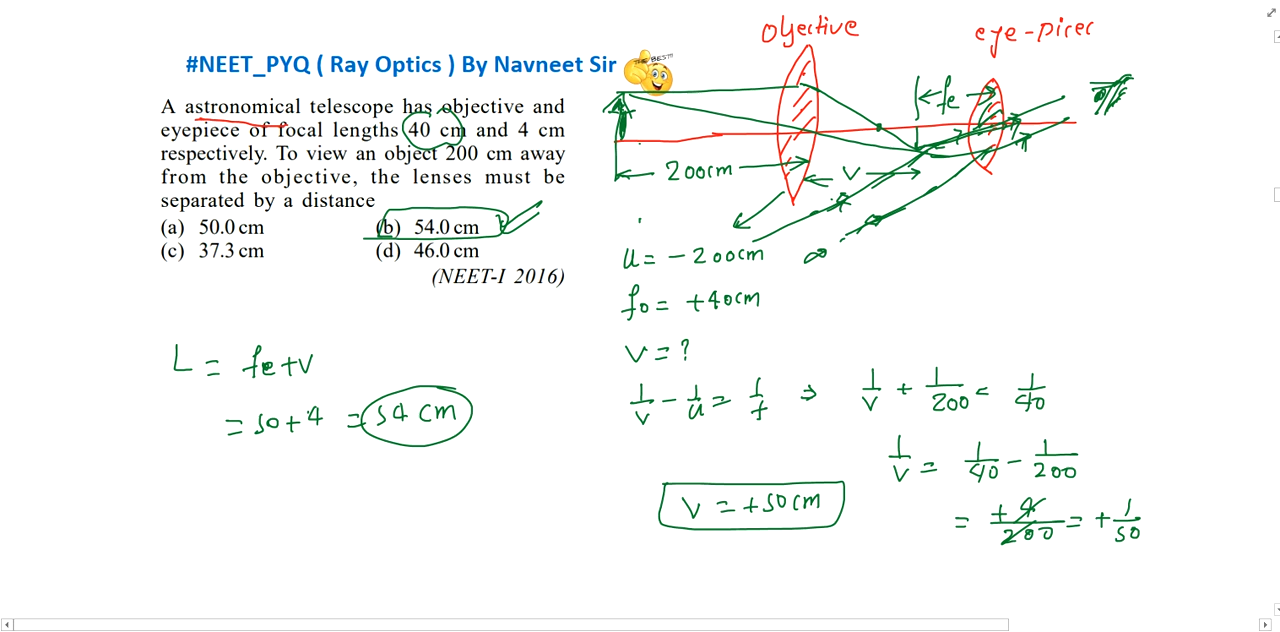 #NEET_PYQ ( Ray Optics ) By Navneet Sir
THE BEST!!!
A astronomical telescope has objective and
eyepiece of focal lengths 40 cm and 4 cm
respectively. To view an object 200 cm away
from the objective, the lenses must be
separated by a distance
(a) 50.0 cm (b) 54.0 cm
(c) 37.3 cm (d) 46.0 cm
(NEET-I 2016)
Objective
eye-piece
fe
200cm
v
∞
u = - 200cm
fo = +40cm
v = ?
1/v - 1/u = 1/f ⇒ 1/v + 1/200 = 1/40
1/v = 1/40 - 1/200
= +4/200 = +1/50
v = +50cm
L = fe+v
= 50+4 = 54 cm